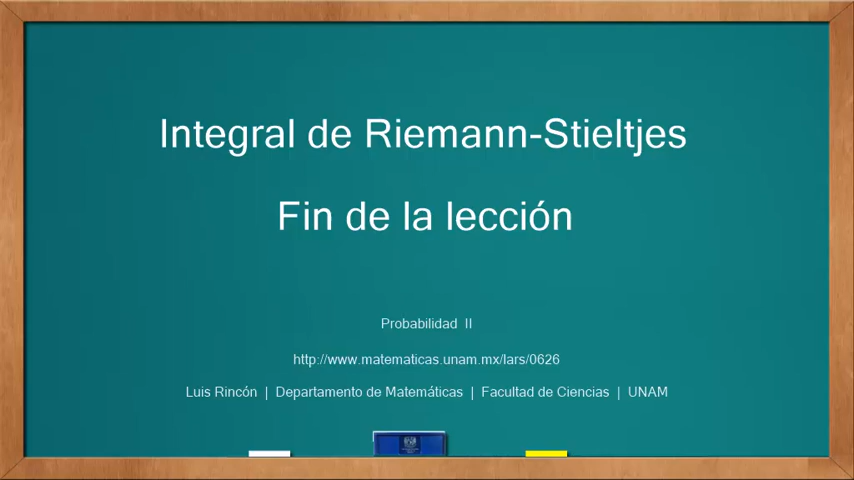 Integral de Riemann-Stieltjes
Fin de la lección
Probabilidad II
http://www.matematicas.unam.mx/lars/0626
Luis Rincón | Departamento de Matemáticas | Facultad de Ciencias | UNAM